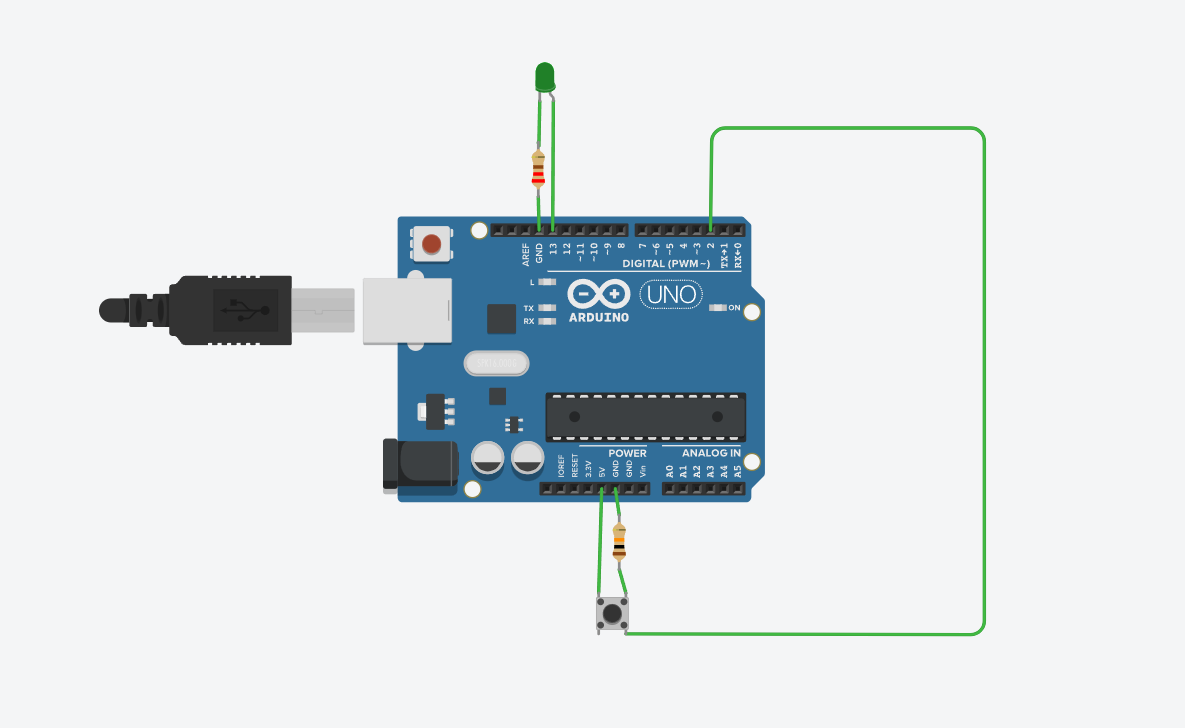 AREF
GND
13
12
~11
~10
~9
8
7
~6
~5
4
~3
2
TX→1
RX←0
DIGITAL (PWM ~)
L
TX
RX
ARDUINO
UNO
ON
POWER
ANALOG IN
IOREF
RESET
3.3V
5V
GND
GND
Vin
A0
A1
A2
A3
A4
A5